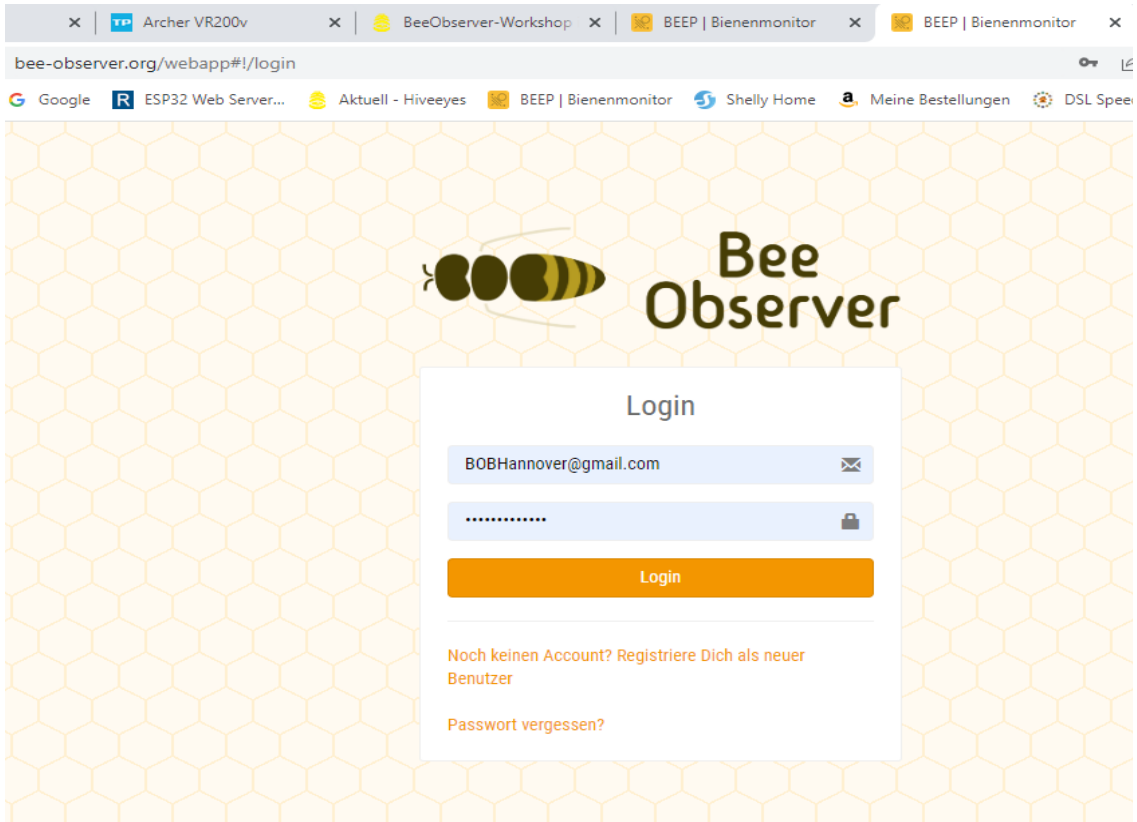 Archer VR200v
BeeObserver-Workshop
BEEP | Bienenmonitor
BEEP | Bienenmonitor
bee-observer.org/webapp#!/login
Google
ESP32 Web Server...
Aktuell - Hiveeyes
BEEP | Bienenmonitor
Shelly Home
Meine Bestellungen
DSL Spee
Bee
Observer
Login
BOBHannover@gmail.com
•••••••••••••
Login
Noch keinen Account? Registriere Dich als neuer
Benutzer
Passwort vergessen?